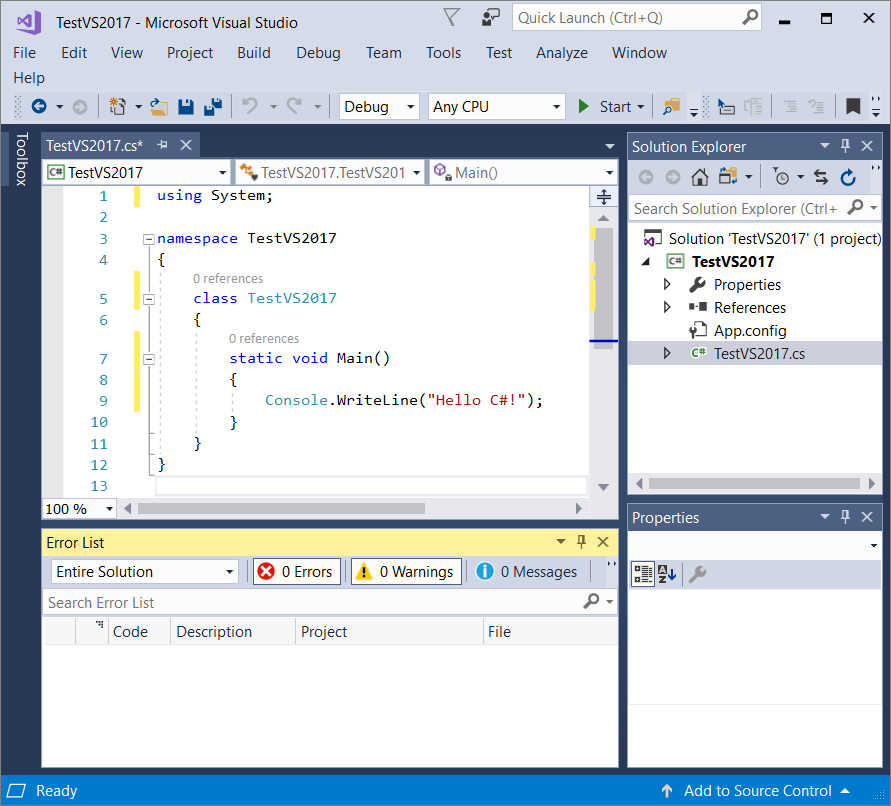 TestVS2017 - Microsoft Visual Studio
Quick Launch (Ctrl+Q)
File Edit View Project Build Debug Team Tools Test Analyze Window
Help
Debug Any CPU Start
Toolbox
TestVS2017.cs*
TestVS2017 TestVS2017.TestVS201 Main()
1 using System;
2
3 namespace TestVS2017
4 {
0 references
5 class TestVS2017
6 {
0 references
7 static void Main()
8 {
9 Console.WriteLine("Hello C#!");
10 }
11 }
12 }
13
100 %
Solution Explorer
Search Solution Explorer (Ctrl+
Solution 'TestVS2017' (1 project)
C# TestVS2017
Properties
References
App.config
C# TestVS2017.cs
Properties
Error List
Entire Solution 0 Errors 0 Warnings 0 Messages
Search Error List
Code Description Project File
Ready
Add to Source Control